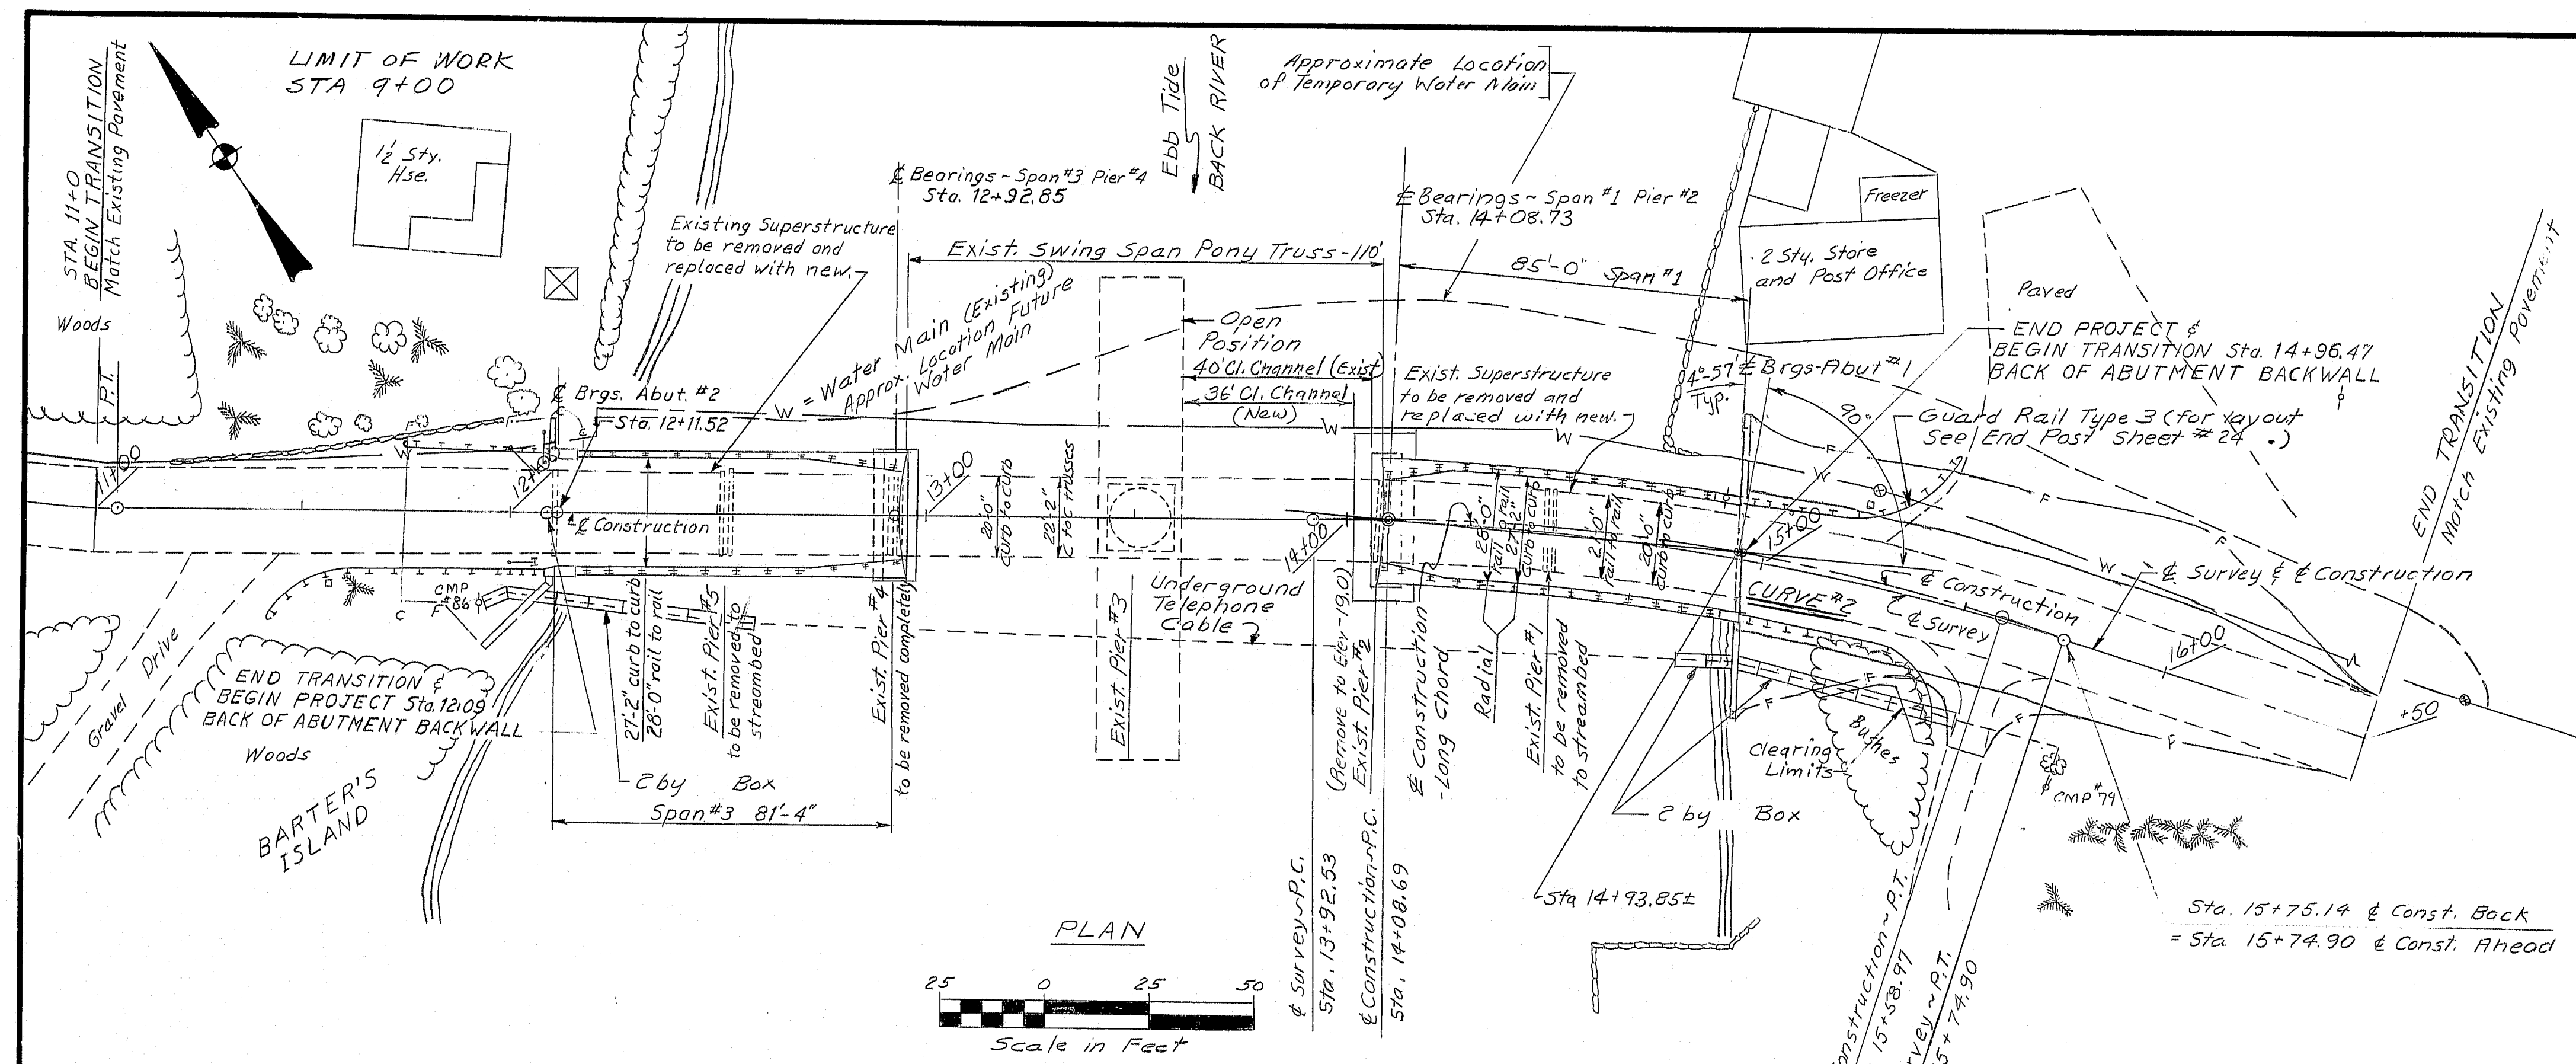 LIMIT OF WORK
STA 9+00
STA. 11+0
BEGIN TRANSITION
Match Existing Pavement
1½ Sty.
Hse.
Woods
P.T.
11+00
Existing Superstructure
to be removed and
replaced with new.
℄ Bearings ~ Span #3 Pier #4
Sta. 12+92.85
Ebb Tide
BACK RIVER
Approximate Location
of Temporary Water Main
℄ Bearings ~ Span #1 Pier #2
Sta. 14+08.73
Exist. Swing Span Pony Truss - 110'
85'-0" Span #1
Freezer
2 Sty. Store
and Post Office
Paved
END PROJECT &
BEGIN TRANSITION Sta. 14+96.47
BACK OF ABUTMENT BACKWALL
END TRANSITION
Match Existing Pavement
= Water Main (Existing)
Approx. Location Future
Water Main
Open
Position
40' Cl. Channel (Exist)
36' Cl. Channel
(New)
Exist. Superstructure
to be removed and
replaced with new.
4°-57'
Typ.
℄ Brgs-Abut #1
90°
Guard Rail Type 3 (for layout
See End Post Sheet #24 .)
℄ Brgs. Abut. #2
Sta. 12+11.52
W
W
W
W
W
W
F
F
℄ Construction
13+00
20'-0"
curb to curb
22'-2"
C to C trusses
14+00
28'-0"
rail to rail
27'-2"
curb to curb
21'-0"
rail to rail
20'-0"
curb to curb
15+00
CURVE #2
℄ Construction
℄ Survey
℄ Survey & ℄ Construction
16+00
+50
CMP
#86
C
F
Gravel Drive
END TRANSITION &
BEGIN PROJECT Sta. 12+09
BACK OF ABUTMENT BACKWALL
Woods
BARTER'S
ISLAND
27'-2" curb to curb
28'-0" rail to rail
Exist. Pier #5
to be removed to
streambed
Exist. Pier #4
to be removed completely
2 by Box
Span #3 81'-4"
Exist. Pier #3
Underground
Telephone
Cable
(Remove to Elev -19.0)
Exist. Pier #2
℄ Construction
- Long Chord
Radial
Exist. Pier #1
to be removed
to streambed
Clearing
Limits
Bushes
F
F
F
CMP #79
2 by Box
Sta 14+93.85±
℄ Survey ~ P.C.
Sta. 13+92.53
℄ Construction ~ P.C.
Sta. 14+08.69
onstruction ~ P.T.
15+58.97
rvey ~ P.T.
5+74.90
Sta. 15+75.14 ℄ Const. Back
= Sta 15+74.90 ℄ Const. Ahead
PLAN
25 0 25 50
Scale in Feet